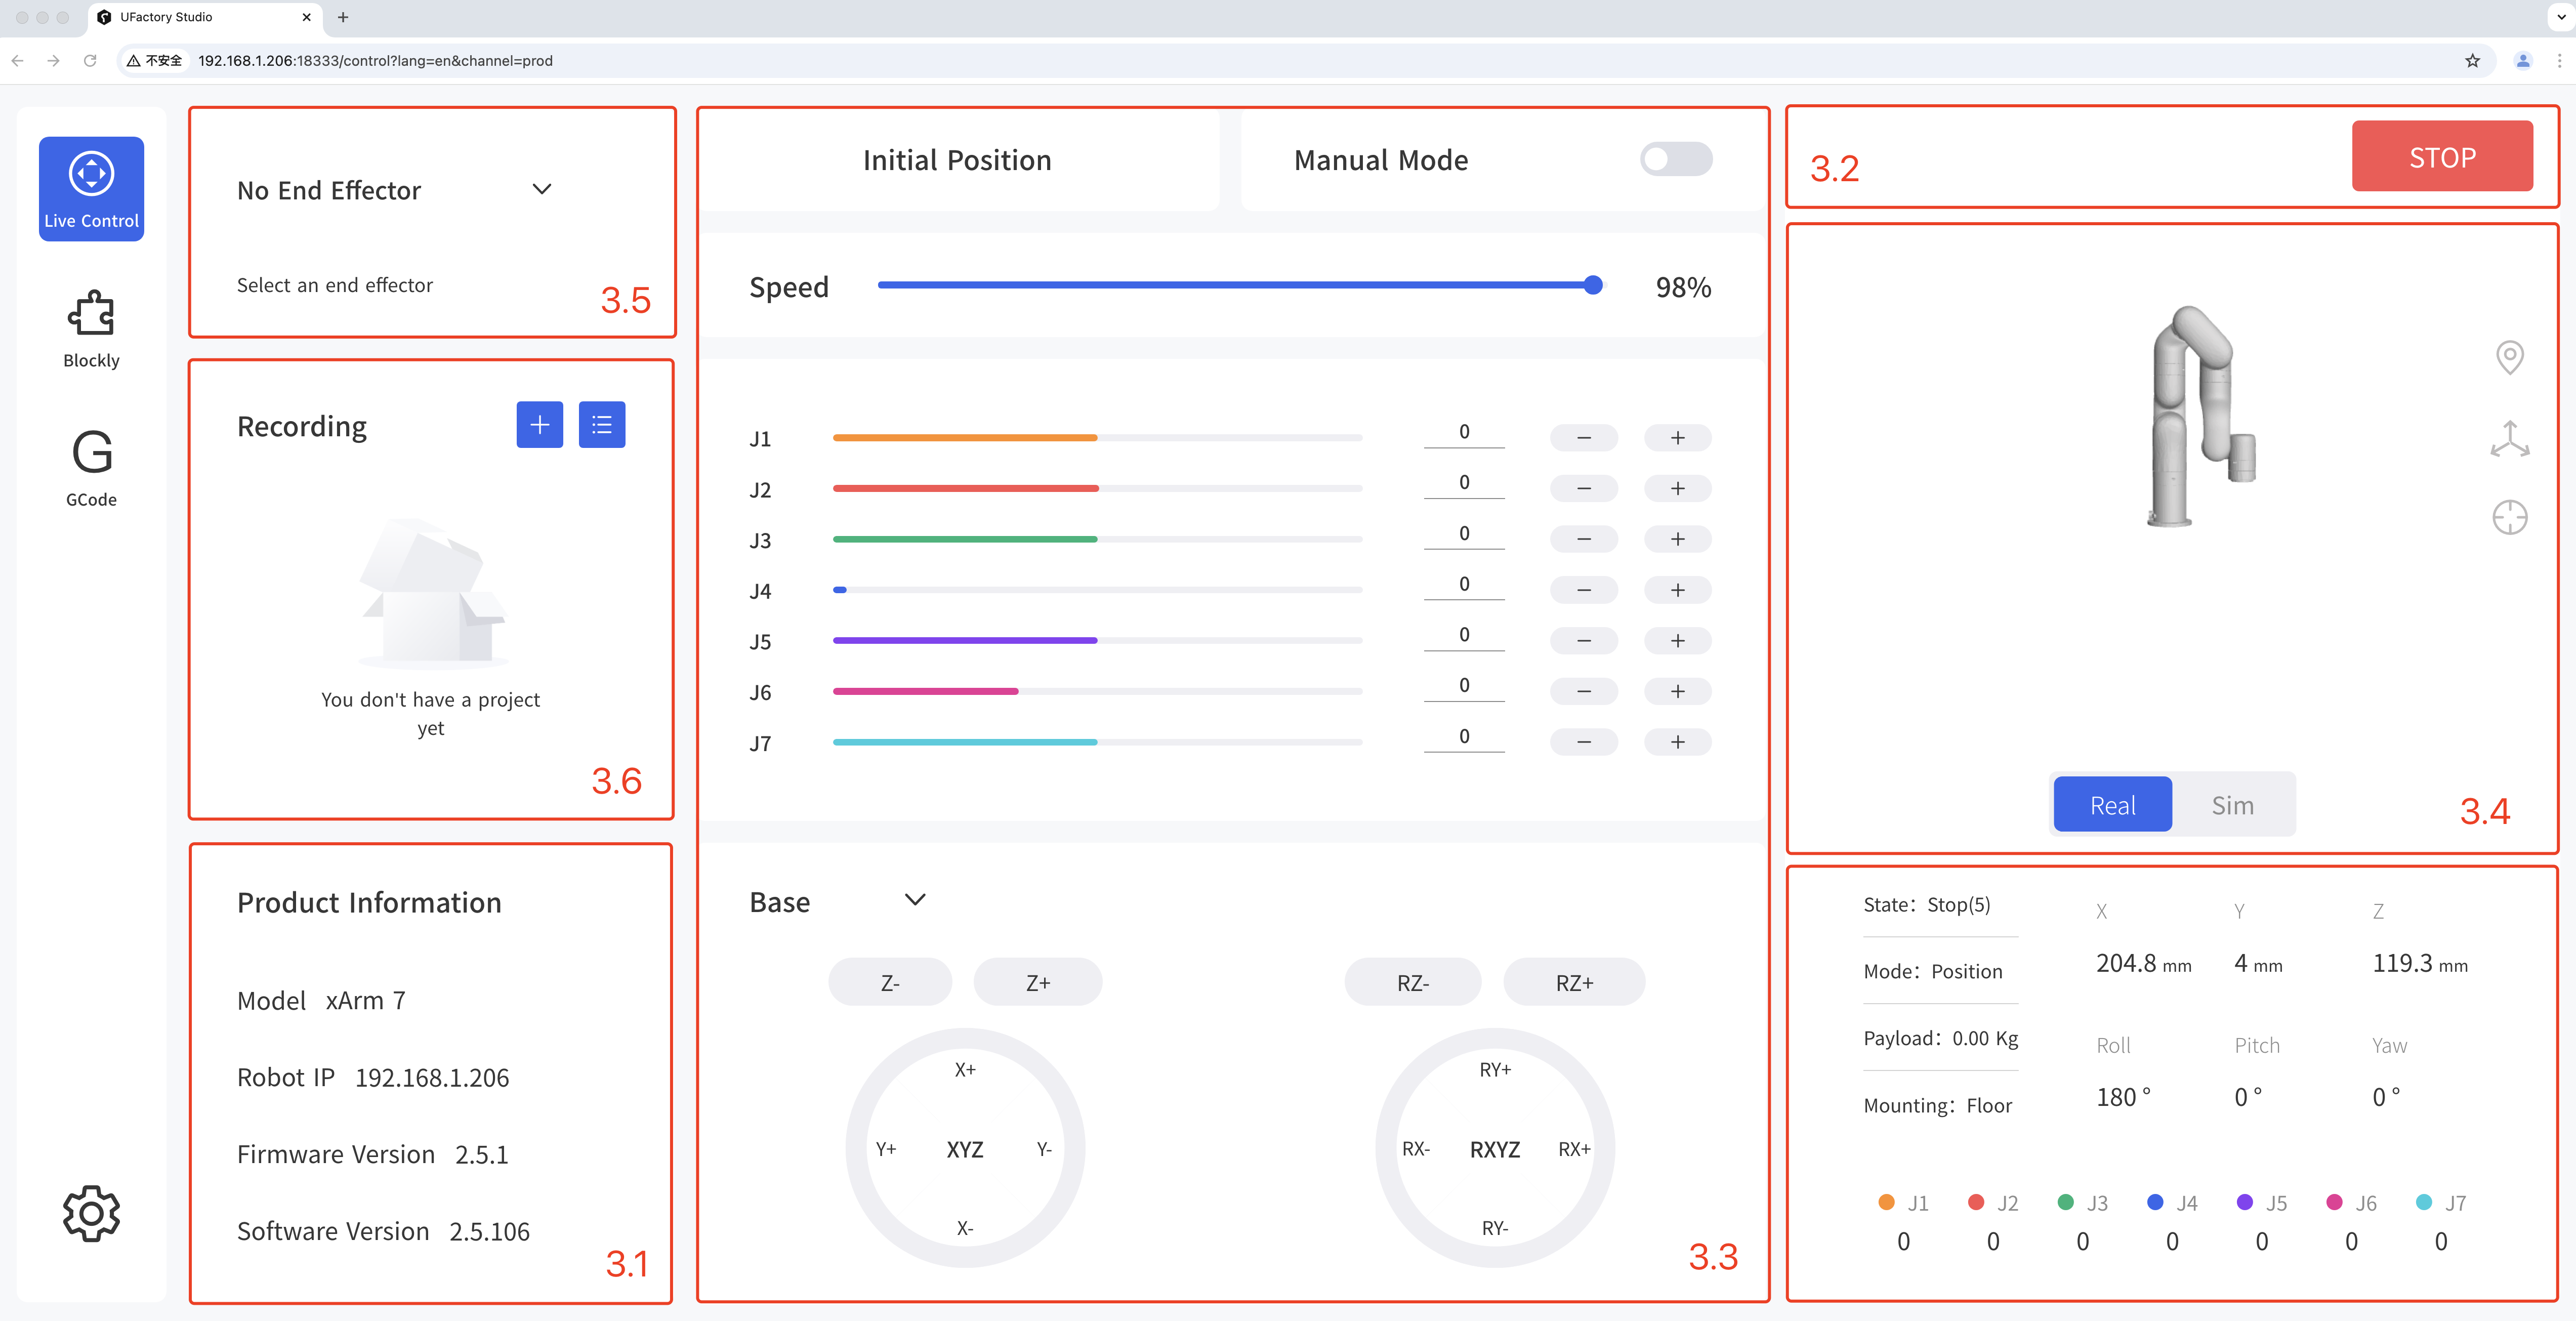 UFactory Studio
不安全 192.168.1.206:18333/control?lang=en&channel=prod
Live Control
Blockly
G
GCode
No End Effector
Select an end effector
3.5
Recording
You don't have a project
yet
3.6
Product Information
Model xArm 7
Robot IP 192.168.1.206
Firmware Version 2.5.1
Software Version 2.5.106
3.1
Initial Position
Manual Mode
Speed 98%
J1 0 − +
J2 0 − +
J3 0 − +
J4 0 − +
J5 0 − +
J6 0 − +
J7 0 − +
Base
Z- Z+ RZ- RZ+
X+ RY+
Y+ XYZ Y- RX- RXYZ RX+
X- RY-
3.3
3.2
STOP
Real Sim
3.4
State：Stop(5)
Mode：Position
Payload：0.00 Kg
Mounting：Floor
X Y Z
204.8 mm 4 mm 119.3 mm
Roll Pitch Yaw
180 ° 0 ° 0 °
J1 J2 J3 J4 J5 J6 J7
0 0 0 0 0 0 0